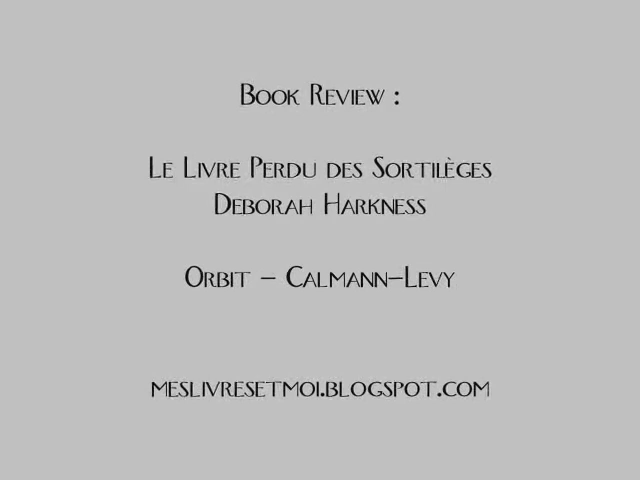 Book Review :
Le Livre Perdu des Sortilèges
Deborah Harkness
Orbit – Calmann-Levy
meslivresetmoi.blogspot.com